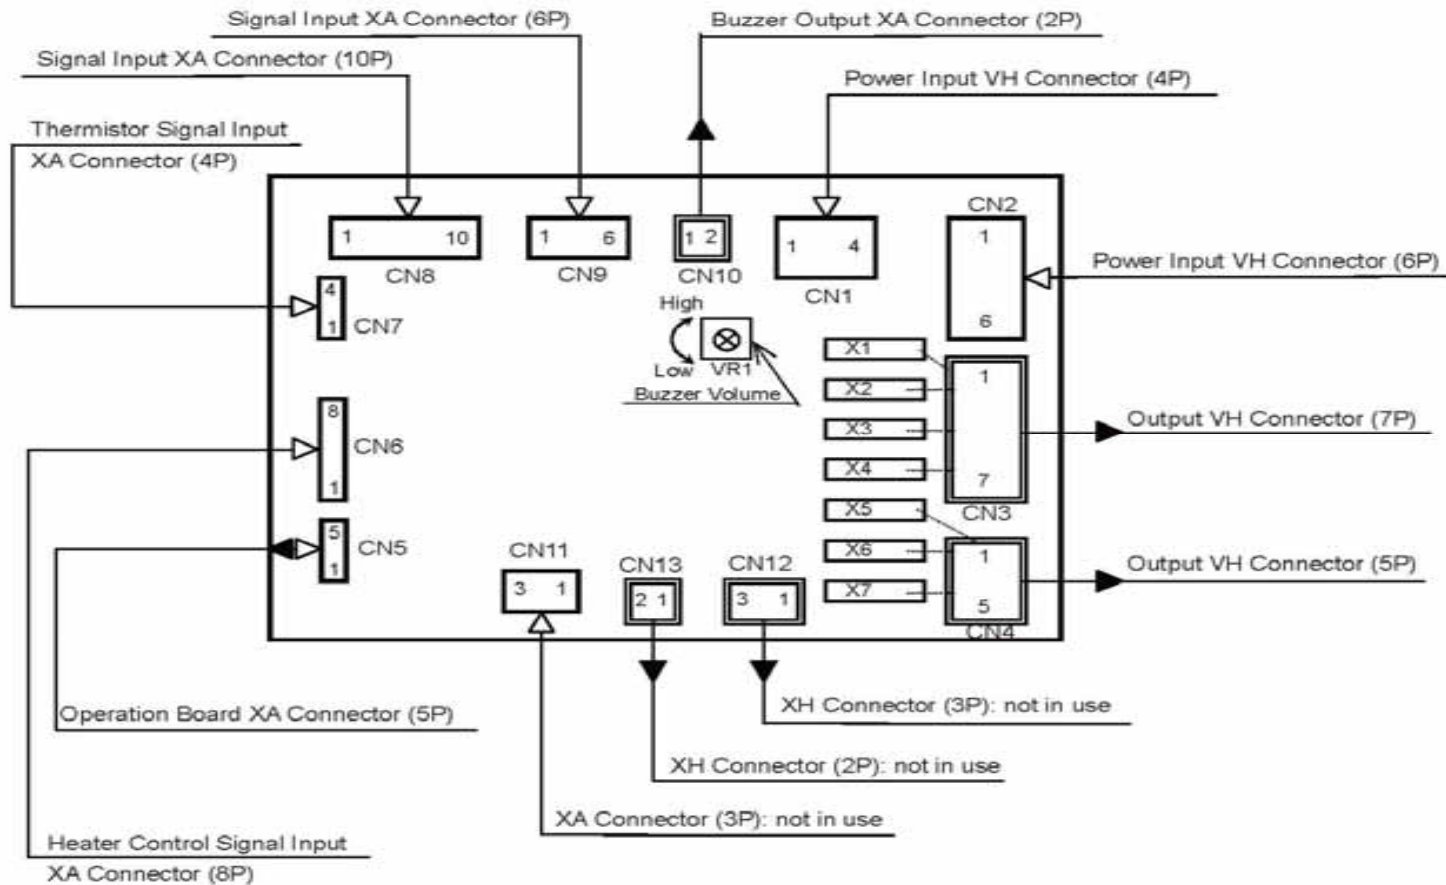 Signal Input XA Connector (6P)
Buzzer Output XA Connector (2P)
Signal Input XA Connector (10P)
Power Input VH Connector (4P)
Thermistor Signal Input
XA Connector (4P)
CN2
1 10
1 6
1 2
1 4
1
6
CN8
CN9
CN10
CN1
Power Input VH Connector (6P)
4
1
CN7
High
Low
VR1
Buzzer Volume
X1
X2
X3
X4
1
7
CN3
Output VH Connector (7P)
8
1
CN6
X5
X6
X7
1
5
CN4
Output VH Connector (5P)
5
1
CN5
CN11
3 1
CN13
2 1
CN12
3 1
Operation Board XA Connector (5P)
XH Connector (3P): not in use
XH Connector (2P): not in use
XA Connector (3P): not in use
Heater Control Signal Input
XA Connector (8P)